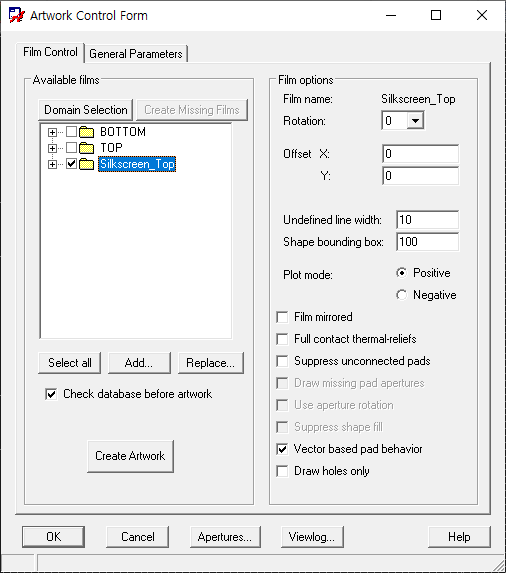 Artwork Control Form
Film Control
General Parameters
Available films
Domain Selection
Create Missing Films
BOTTOM
TOP
Silkscreen_Top
Select all
Add...
Replace...
Check database before artwork
Create Artwork
Film options
Film name: Silkscreen_Top
Rotation: 0
Offset X: 0
Y: 0
Undefined line width: 10
Shape bounding box: 100
Plot mode: Positive
Negative
Film mirrored
Full contact thermal-reliefs
Suppress unconnected pads
Draw missing pad apertures
Use aperture rotation
Suppress shape fill
Vector based pad behavior
Draw holes only
OK
Cancel
Apertures...
Viewlog...
Help